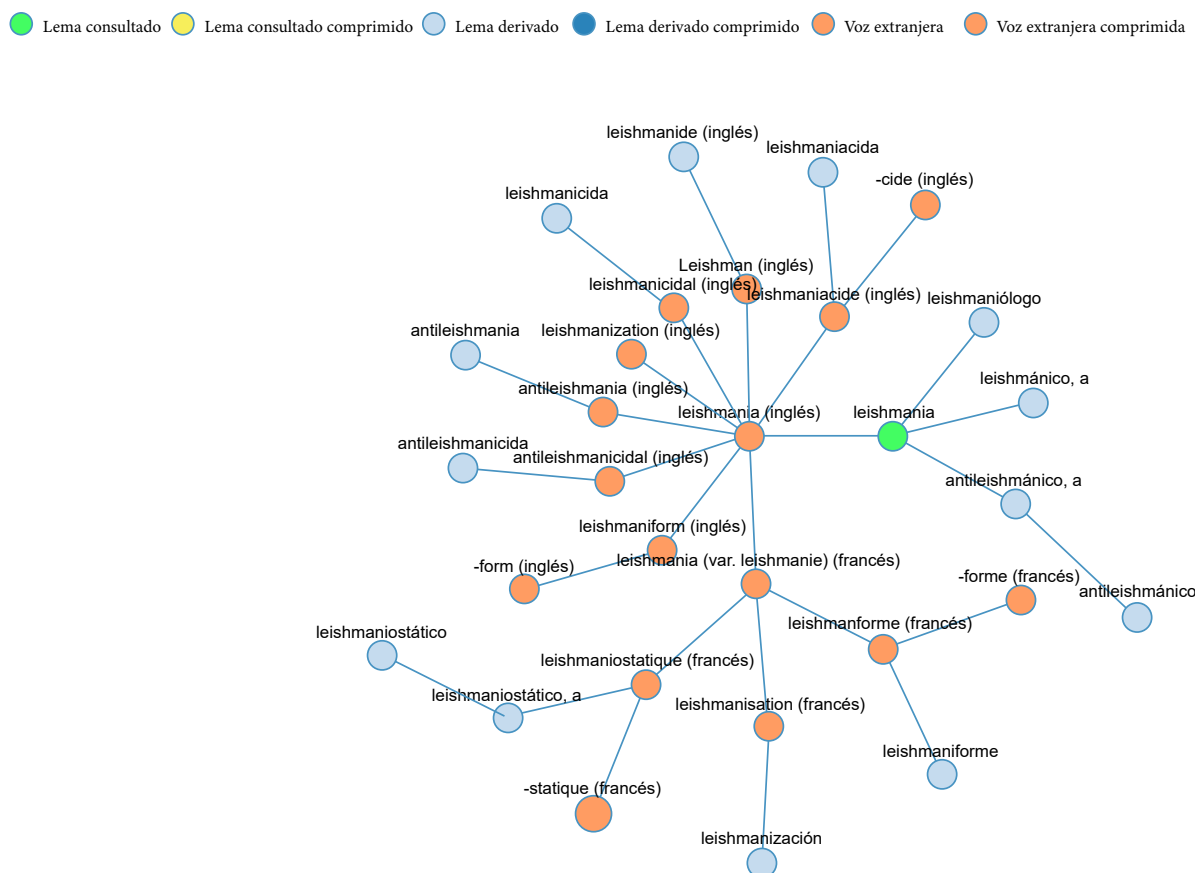 Lema consultado
Lema consultado comprimido
Lema derivado
Lema derivado comprimido
Voz extranjera
Voz extranjera comprimida
leishmanide (inglés)
leishmaniacida
-cide (inglés)
leishmanicida
Leishman (inglés)
leishmanicidal (inglés)
leishmaniacide (inglés)
leishmaniólogo
antileishmania
leishmanization (inglés)
leishmánico, a
antileishmania (inglés)
leishmania (inglés)
leishmania
antileishmanicida
antileishmanicidal (inglés)
antileishmánico, a
leishmaniform (inglés)
leishmania (var. leishmanie) (francés)
-form (inglés)
-forme (francés)
antileishmánico
leishmanforme (francés)
leishmaniostático
leishmaniostatique (francés)
leishmaniostático, a
leishmanisation (francés)
leishmaniforme
-statique (francés)
leishmanización